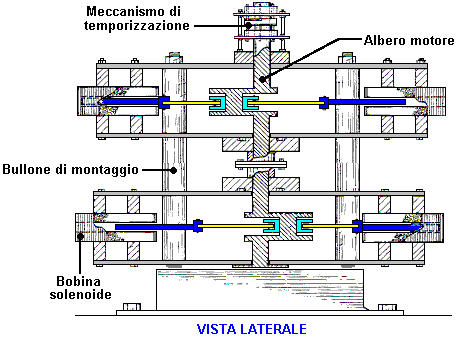 Meccanismo di
temporizzazione
Albero motore
Bullone di montaggio
Bobina
solenoide
VISTA LATERALE